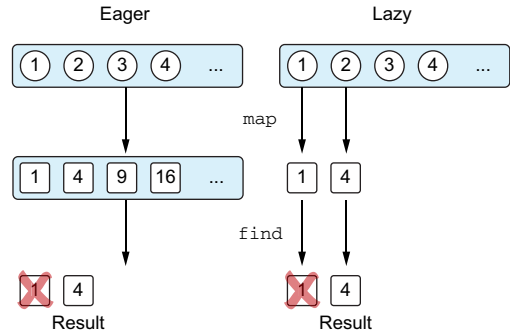 Eager Lazy
1 2 3 4 ... 1 2 3 4 ...
map
1 4 9 16 ... 1 4
find
1 4 1 4
Result Result